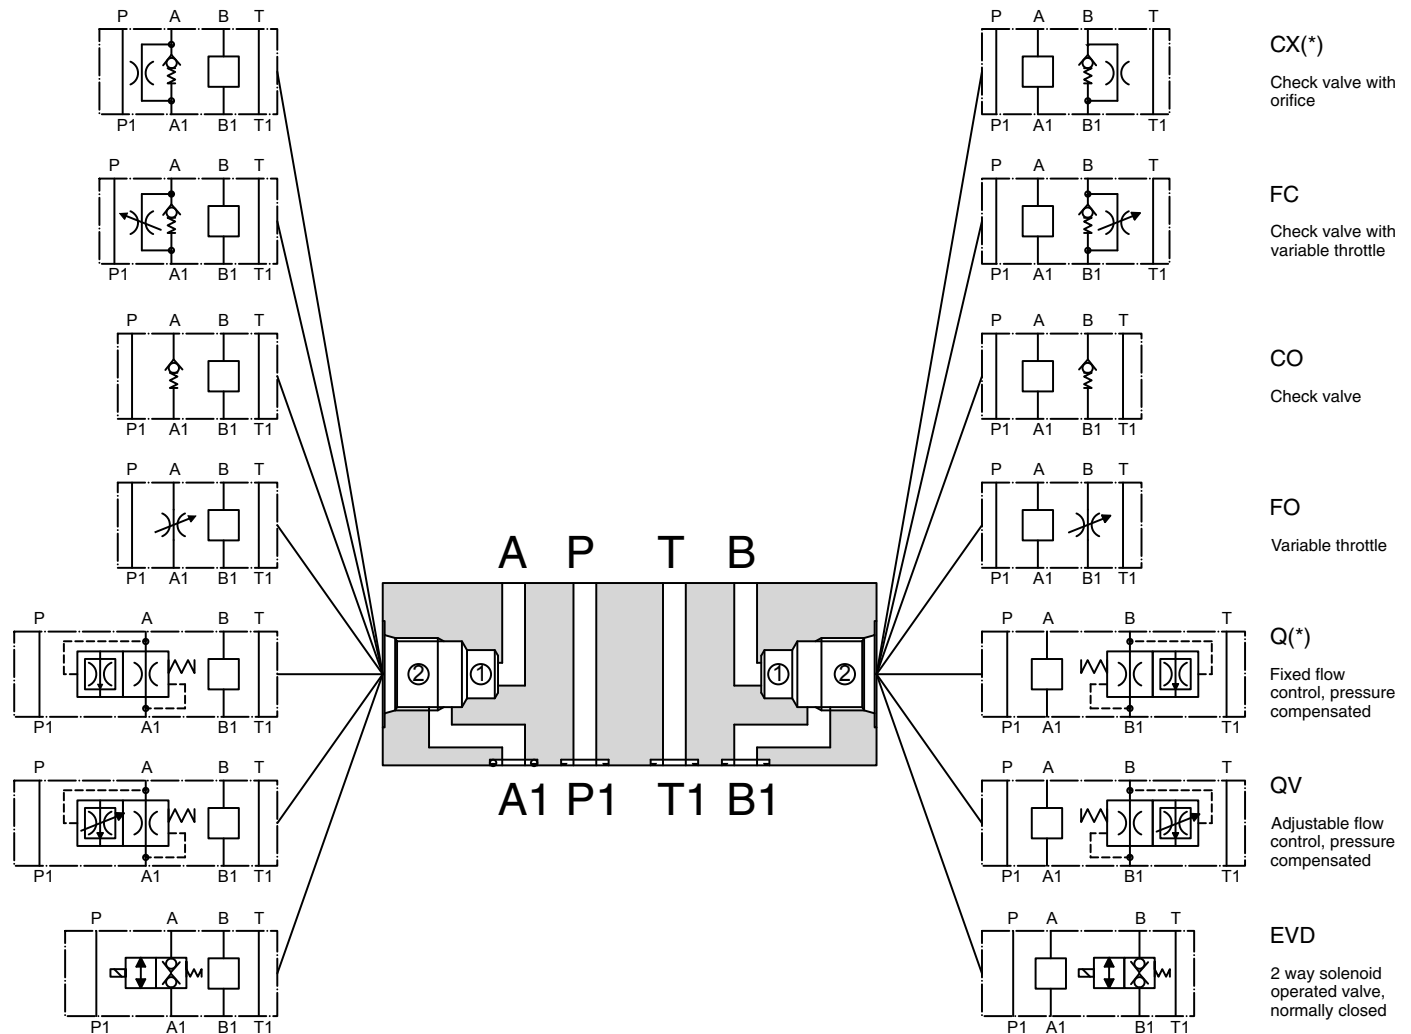 P A B T
P A B T
CX(*)
Check valve with
orifice
P1 A1 B1 T1
P1 A1 B1 T1
P A B T
P A B T
FC
Check valve with
variable throttle
P1 A1 B1 T1
P1 A1 B1 T1
P A B T
P A B T
CO
Check valve
P1 A1 B1 T1
P1 A1 B1 T1
P A B T
P A B T
FO
Variable throttle
P1 A1 B1 T1
P1 A1 B1 T1
A P T B
P A B T
P A B T
Q(*)
Fixed flow
control, pressure
compensated
2 1 1 2
P1 A1 B1 T1
P1 A1 B1 T1
A1 P1 T1 B1
P A B T
P A B T
QV
Adjustable flow
control, pressure
compensated
P1 A1 B1 T1
P1 A1 B1 T1
P A B T
P A B T
EVD
2 way solenoid
operated valve,
normally closed
P1 A1 B1 T1
P1 A1 B1 T1